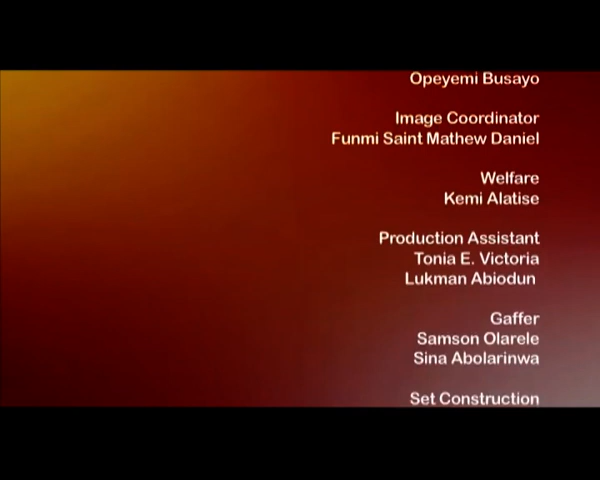 Opeyemi Busayo
Image Coordinator
Funmi Saint Mathew Daniel
Welfare
Kemi Alatise
Production Assistant
Tonia E. Victoria
Lukman Abiodun
Gaffer
Samson Olarele
Sina Abolarinwa
Set Construction